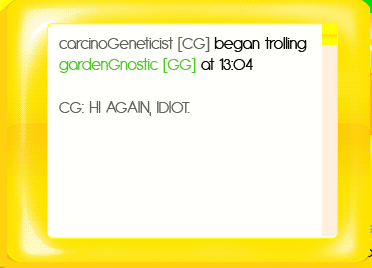 carcinoGeneticist [CG] began trolling
gardenGnostic [GG] at 13:04
CG: HI AGAIN, IDIOT.